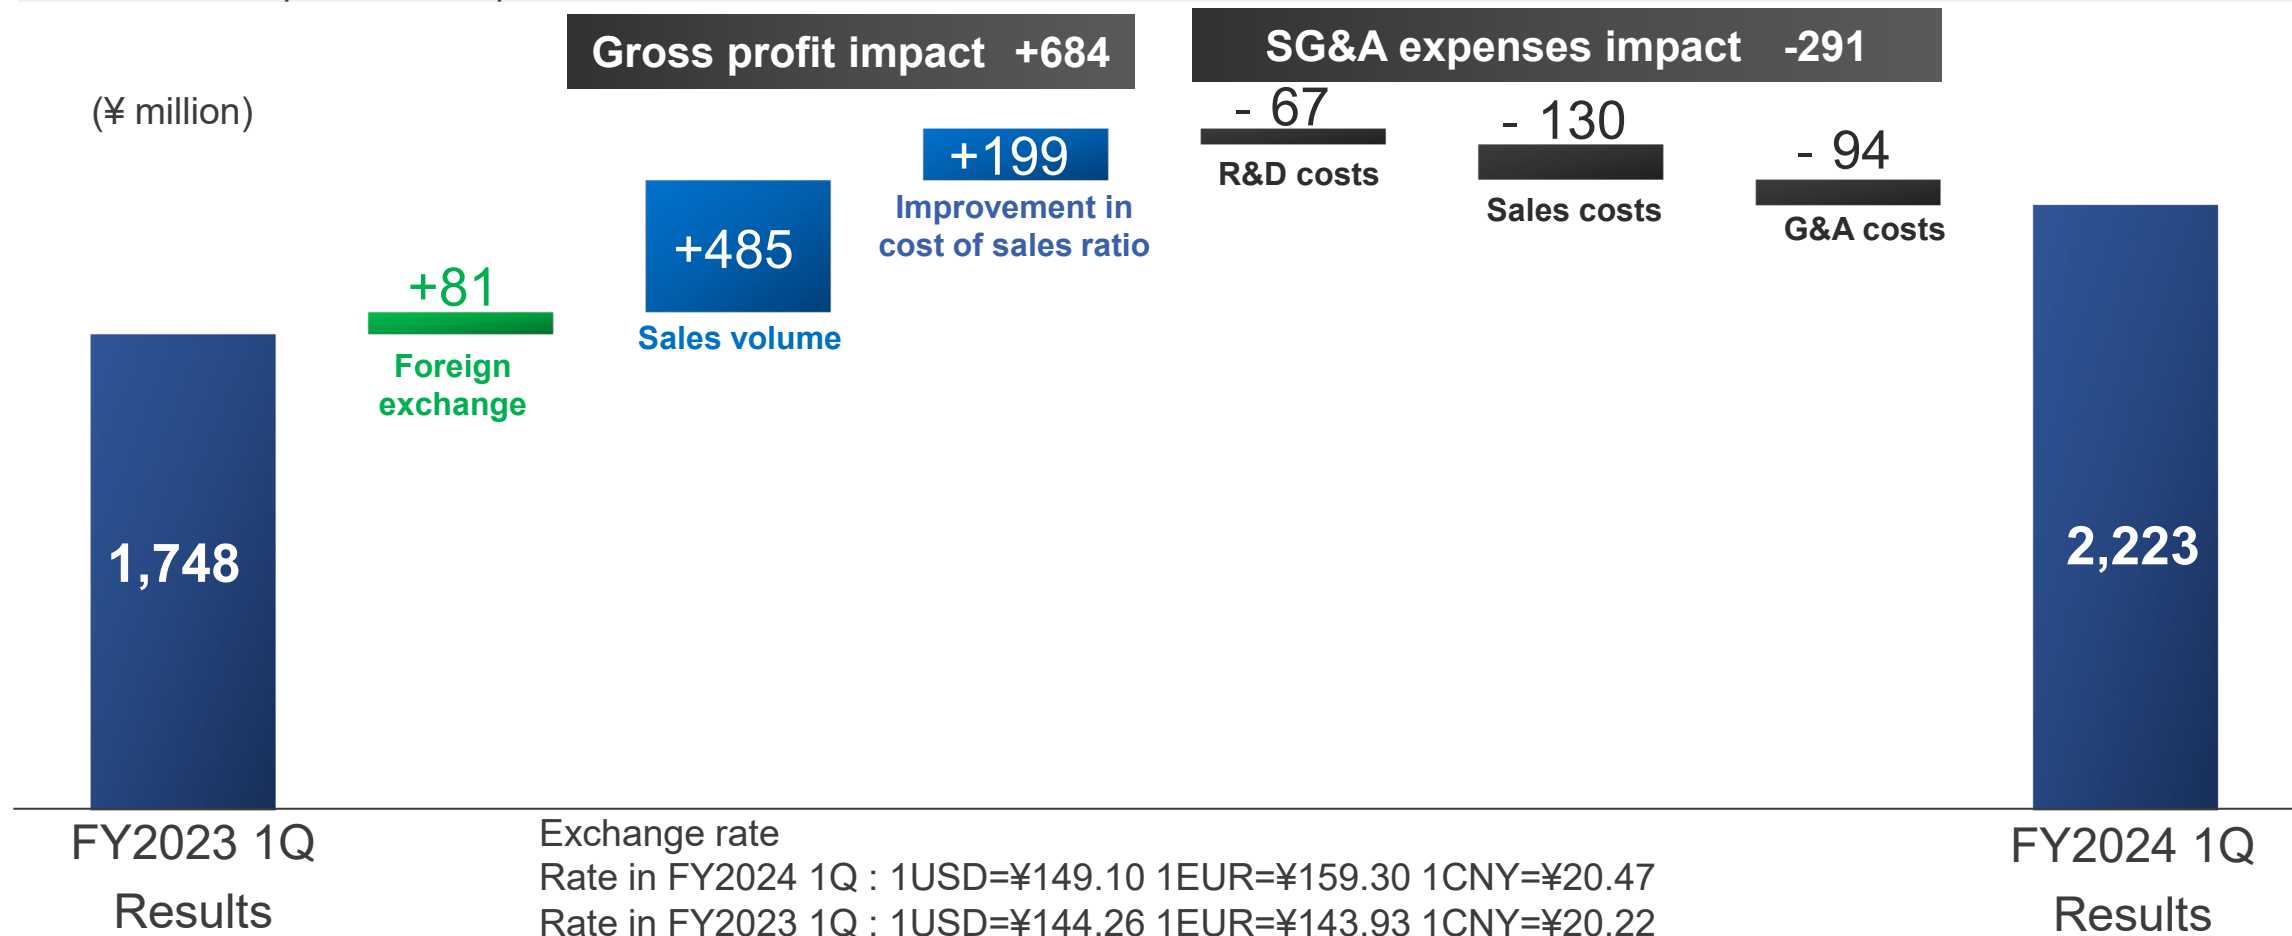 Gross profit impact +684
SG&A expenses impact -291
(¥ million)
- 67
- 130
- 94
+199
R&D costs
Sales costs
G&A costs
Improvement in
cost of sales ratio
+485
+81
Sales volume
Foreign
exchange
1,748
2,223
FY2023 1Q
Results
Exchange rate
Rate in FY2024 1Q : 1USD=¥149.10 1EUR=¥159.30 1CNY=¥20.47
Rate in FY2023 1Q : 1USD=¥144.26 1EUR=¥143.93 1CNY=¥20.22
FY2024 1Q
Results